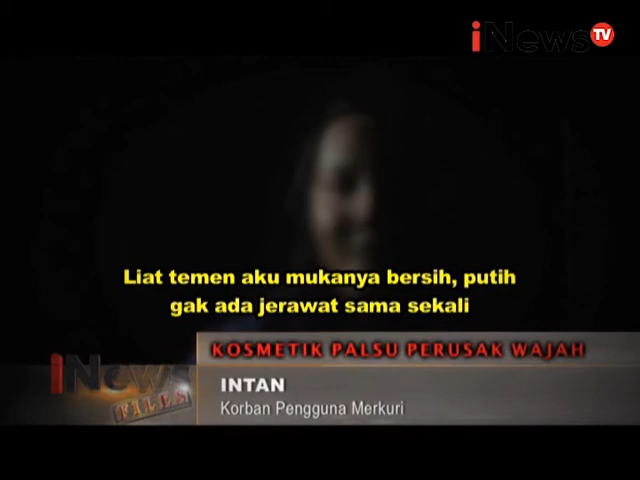 iNews TV
Liat temen aku mukanya bersih, putih
gak ada jerawat sama sekali
KOSMETIK PALSU PERUSAK WAJAH
iNews
FILES
INTAN
Korban Pengguna Merkuri